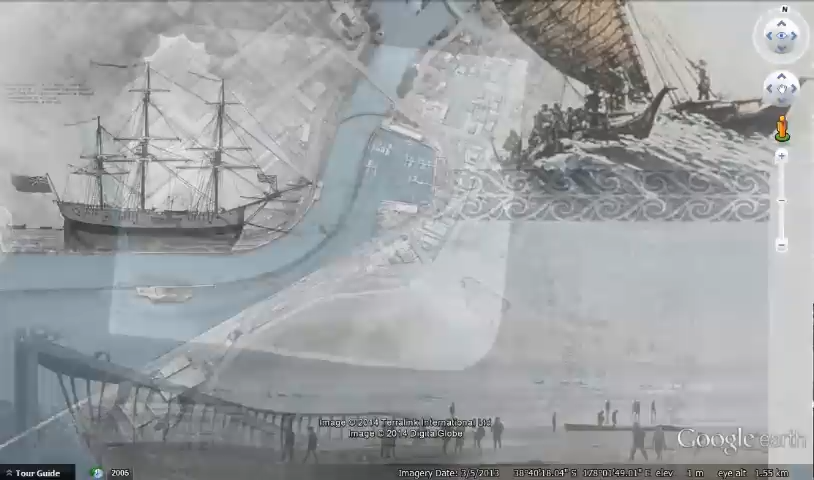 N
Image © 2014 Terralink International Ltd
Image © 2014 DigitalGlobe
Google earth
Tour Guide
2006
Imagery Date: 3/5/2013 38°40'18.04" S 178°01'49.01" E elev 1 m eye alt 1.55 km